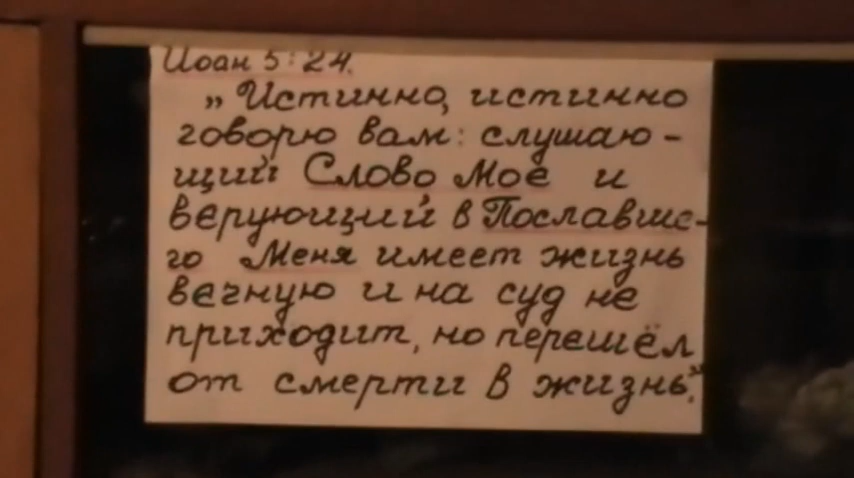 Иоан 5:24.
„Истинно, истинно
говорю вам: слушаю-
щий Слово Мое и
верующий в Пославше-
го Меня имеет жизнь
вечную и на суд не
приходит, но перешёл
от смерти в жизнь."